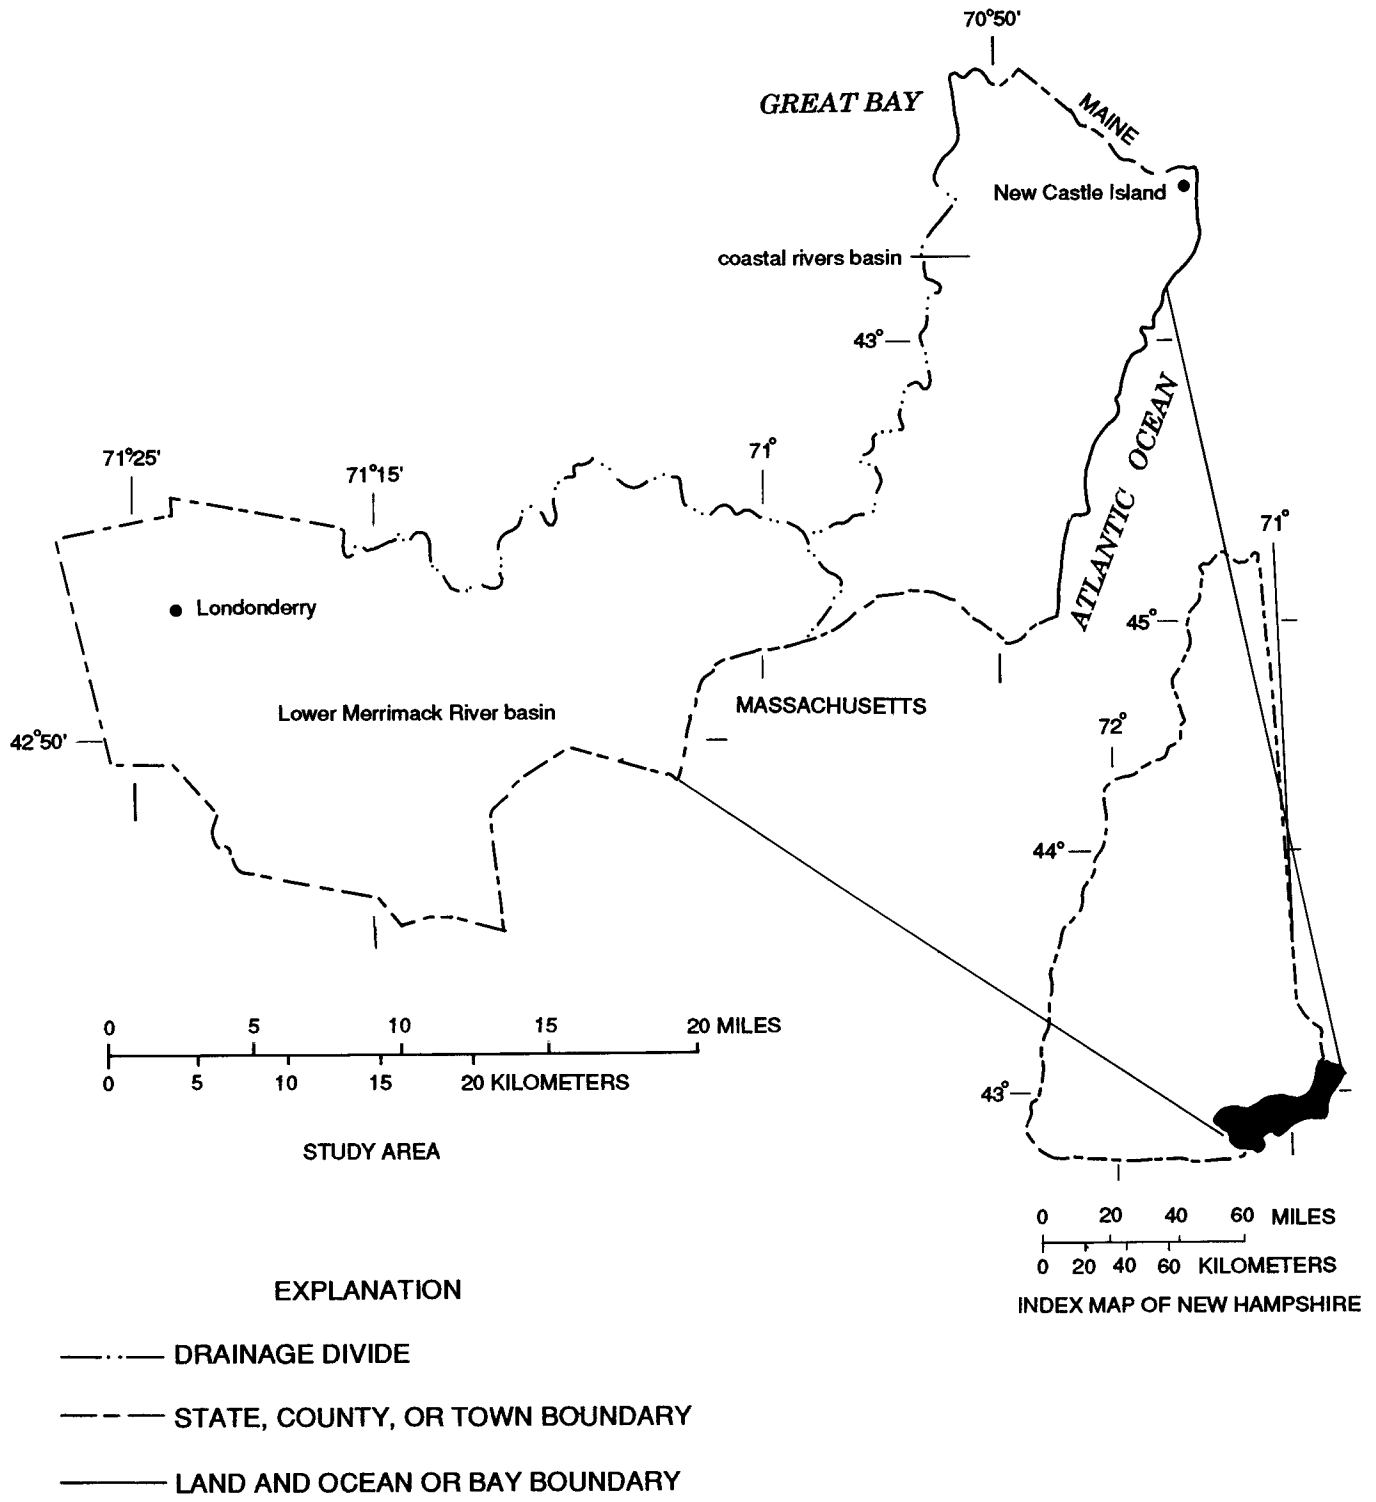 70°50'
GREAT BAY
MAINE
New Castle Island
coastal rivers basin
43°
ATLANTIC OCEAN
71°25'
71°15'
71°
71°
Londonderry
45°
Lower Merrimack River basin
MASSACHUSETTS
72°
42°50'
44°
0 5 10 15 20 MILES
0 5 10 15 20 KILOMETERS
43°
STUDY AREA
0 20 40 60 MILES
0 20 40 60 KILOMETERS
INDEX MAP OF NEW HAMPSHIRE
EXPLANATION
DRAINAGE DIVIDE
STATE, COUNTY, OR TOWN BOUNDARY
LAND AND OCEAN OR BAY BOUNDARY